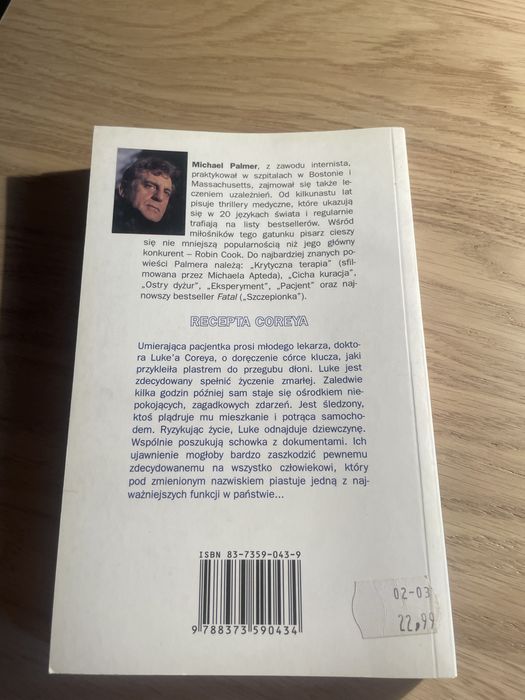 Michael Palmer, z zawodu internista,
praktykował w szpitalach w Bostonie i
Massachusetts, zajmował się także le-
czeniem uzależnień. Od kilkunastu lat
pisuje thrillery medyczne, które ukazują
się w 20 językach świata i regularnie
trafiają na listy bestsellerów. Wśród
miłośników tego gatunku pisarz cieszy
się nie mniejszą popularnością niż jego główny
konkurent – Robin Cook. Do najbardziej znanych po-
wieści Palmera należą: „Krytyczna terapia” (sfil-
mowana przez Michaela Apteda), „Cicha kuracja”,
„Ostry dyżur”, „Eksperyment”, „Pacjent” oraz naj-
nowszy bestseller Fatal („Szczepionka”).
RECEPTA COREYA
Umierająca pacjentka prosi młodego lekarza, dokto-
ra Luke’a Coreya, o doręczenie córce klucza, jaki
przykleiła plastrem do przegubu dłoni. Luke jest
zdecydowany spełnić życzenie zmarłej. Zaledwie
kilka godzin później sam staje się ośrodkiem nie-
pokojących, zagadkowych zdarzeń. Jest śledzony,
ktoś plądruje mu mieszkanie i potrąca samocho-
dem. Ryzykując życie, Luke odnajduje dziewczynę.
Wspólnie poszukują schowka z dokumentami. Ich
ujawnienie mogłoby bardzo zaszkodzić pewnemu
zdecydowanemu na wszystko człowiekowi, który
pod zmienionym nazwiskiem piastuje jedną z naj-
ważniejszych funkcji w państwie...
ISBN 83-7359-043-9
9 788373 590434
02-03
22,99